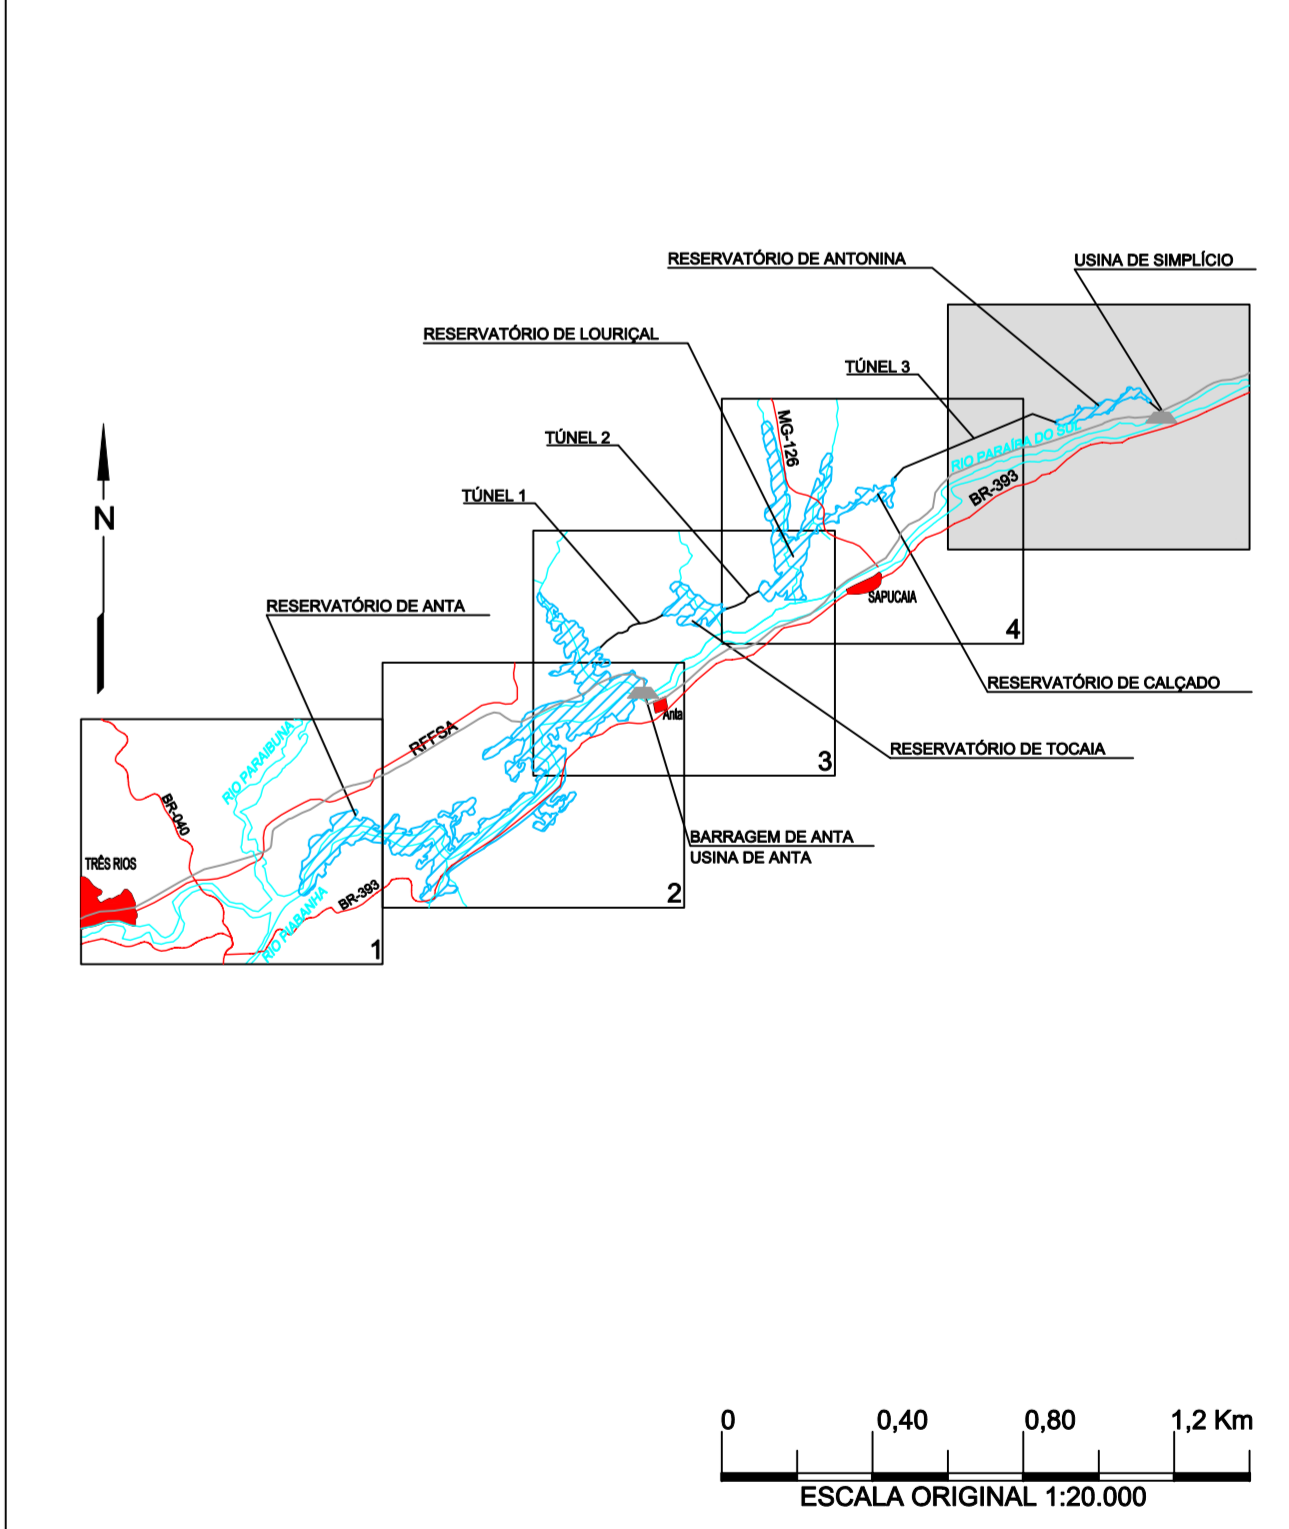 RESERVATÓRIO DE ANTONINA
USINA DE SIMPLÍCIO
RESERVATÓRIO DE LOURIÇAL
TÚNEL 3
MG-126
TÚNEL 2
RIO PARAÍBA DO SUL
BR-393
TÚNEL 1
N
SAPUCAIA
RESERVATÓRIO DE ANTA
4
RESERVATÓRIO DE CALÇADO
Anta
RFFSA
RESERVATÓRIO DE TOCAIA
3
RIO PARAIBUNA
BR-040
BARRAGEM DE ANTA
USINA DE ANTA
TRÊS RIOS
BR-393
2
RIO PIABANHA
1
0 0,40 0,80 1,2 Km
ESCALA ORIGINAL 1:20.000